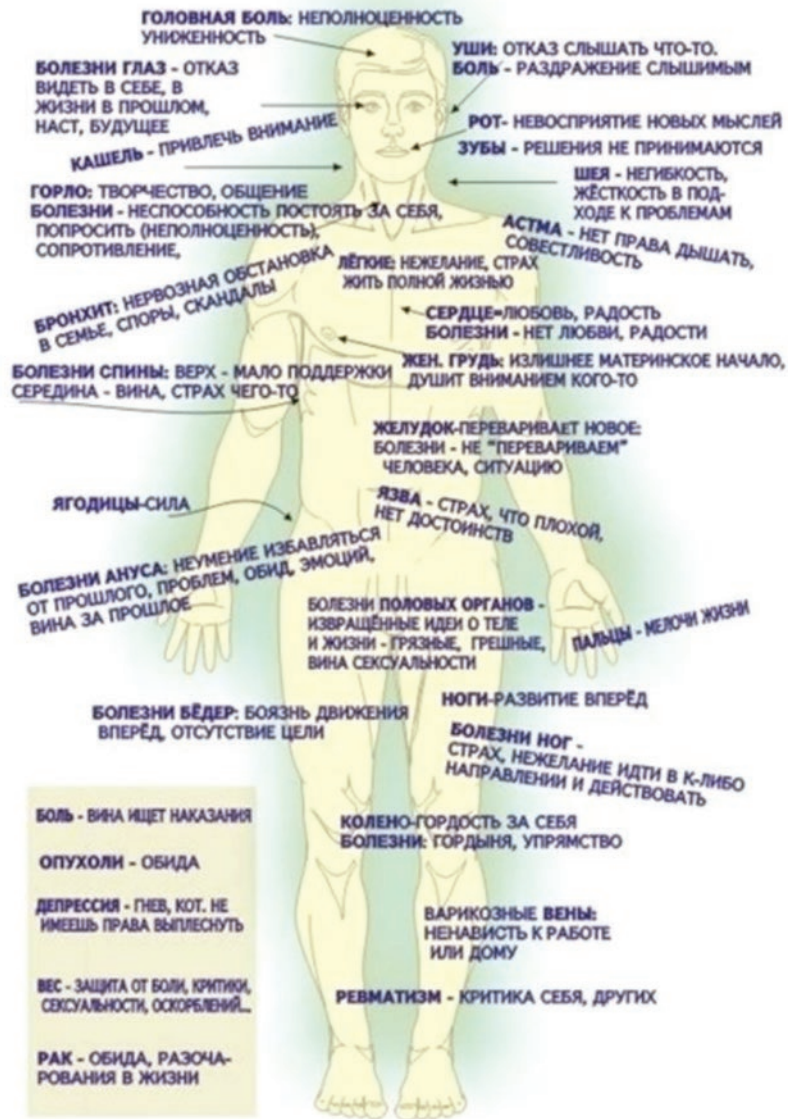 ГОЛОВНАЯ БОЛЬ: НЕПОЛНОЦЕННОСТЬ
УНИЖЕННОСТЬ
УШИ: ОТКАЗ СЛЫШАТЬ ЧТО-ТО.
БОЛЬ - РАЗДРАЖЕНИЕ СЛЫШИМЫМ
БОЛЕЗНИ ГЛАЗ - ОТКАЗ
ВИДЕТЬ В СЕБЕ, В
ЖИЗНИ В ПРОШЛОМ,
НАСТ, БУДУЩЕЕ
РОТ- НЕВОСПРИЯТИЕ НОВЫХ МЫСЛЕЙ
ЗУБЫ - РЕШЕНИЯ НЕ ПРИНИМАЮТСЯ
КАШЕЛЬ - ПРИВЛЕЧЬ ВНИМАНИЕ
ШЕЯ - НЕГИБКОСТЬ,
ЖЁСТКОСТЬ В ПОД-
ХОДЕ К ПРОБЛЕМАМ
ГОРЛО: ТВОРЧЕСТВО, ОБЩЕНИЕ
БОЛЕЗНИ - НЕСПОСОБНОСТЬ ПОСТОЯТЬ ЗА СЕБЯ,
ПОПРОСИТЬ (НЕПОЛНОЦЕННОСТЬ),
СОПРОТИВЛЕНИЕ,
АСТМА - НЕТ ПРАВА ДЫШАТЬ,
СОВЕСТЛИВОСТЬ
ЛЁГКИЕ: НЕЖЕЛАНИЕ, СТРАХ
ЖИТЬ ПОЛНОЙ ЖИЗНЬЮ
БРОНХИТ: НЕРВОЗНАЯ ОБСТАНОВКА
В СЕМЬЕ, СПОРЫ, СКАНДАЛЫ
СЕРДЦЕ=ЛЮБОВЬ, РАДОСТЬ
БОЛЕЗНИ - НЕТ ЛЮБВИ, РАДОСТИ
ЖЕН. ГРУДЬ: ИЗЛИШНЕЕ МАТЕРИНСКОЕ НАЧАЛО,
ДУШИТ ВНИМАНИЕМ КОГО-ТО
БОЛЕЗНИ СПИНЫ: ВЕРХ - МАЛО ПОДДЕРЖКИ
СЕРЕДИНА - ВИНА, СТРАХ ЧЕГО-ТО
ЖЕЛУДОК-ПЕРЕВАРИВАЕТ НОВОЕ:
БОЛЕЗНИ - НЕ "ПЕРЕВАРИВАЕМ"
ЧЕЛОВЕКА, СИТУАЦИЮ
ЯГОДИЦЫ-СИЛА
ЯЗВА - СТРАХ, ЧТО ПЛОХОЙ,
НЕТ ДОСТОИНСТВ
БОЛЕЗНИ АНУСА: НЕУМЕНИЕ ИЗБАВЛЯТЬСЯ
ОТ ПРОШЛОГО, ПРОБЛЕМ, ОБИД, ЭМОЦИЙ,
ВИНА ЗА ПРОШЛОЕ
БОЛЕЗНИ ПОЛОВЫХ ОРГАНОВ -
ИЗВРАЩЁННЫЕ ИДЕИ О ТЕЛЕ
И ЖИЗНИ - ГРЯЗНЫЕ, ГРЕШНЫЕ,
ВИНА СЕКСУАЛЬНОСТИ
ПАЛЬЦЫ - МЕЛОЧИ ЖИЗНИ
БОЛЕЗНИ БЁДЕР: БОЯЗНЬ ДВИЖЕНИЯ
ВПЕРЁД, ОТСУТСТВИЕ ЦЕЛИ
НОГИ-РАЗВИТИЕ ВПЕРЁД
БОЛЕЗНИ НОГ -
СТРАХ, НЕЖЕЛАНИЕ ИДТИ В К-ЛИБО
НАПРАВЛЕНИИ И ДЕЙСТВОВАТЬ
КОЛЕНО-ГОРДОСТЬ ЗА СЕБЯ
БОЛЕЗНИ: ГОРДЫНЯ, УПРЯМСТВО
ВАРИКОЗНЫЕ ВЕНЫ:
НЕНАВИСТЬ К РАБОТЕ
ИЛИ ДОМУ
РЕВМАТИЗМ - КРИТИКА СЕБЯ, ДРУГИХ
БОЛЬ - ВИНА ИЩЕТ НАКАЗАНИЯ
ОПУХОЛИ - ОБИДА
ДЕПРЕССИЯ - ГНЕВ, КОТ. НЕ
ИМЕЕШЬ ПРАВА ВЫПЛЕСНУТЬ
ВЕС - ЗАЩИТА ОТ БОЛИ, КРИТИКИ,
СЕКСУАЛЬНОСТИ, ОСКОРБЛЕНИЙ...
РАК - ОБИДА, РАЗОЧА-
РОВАНИЯ В ЖИЗНИ